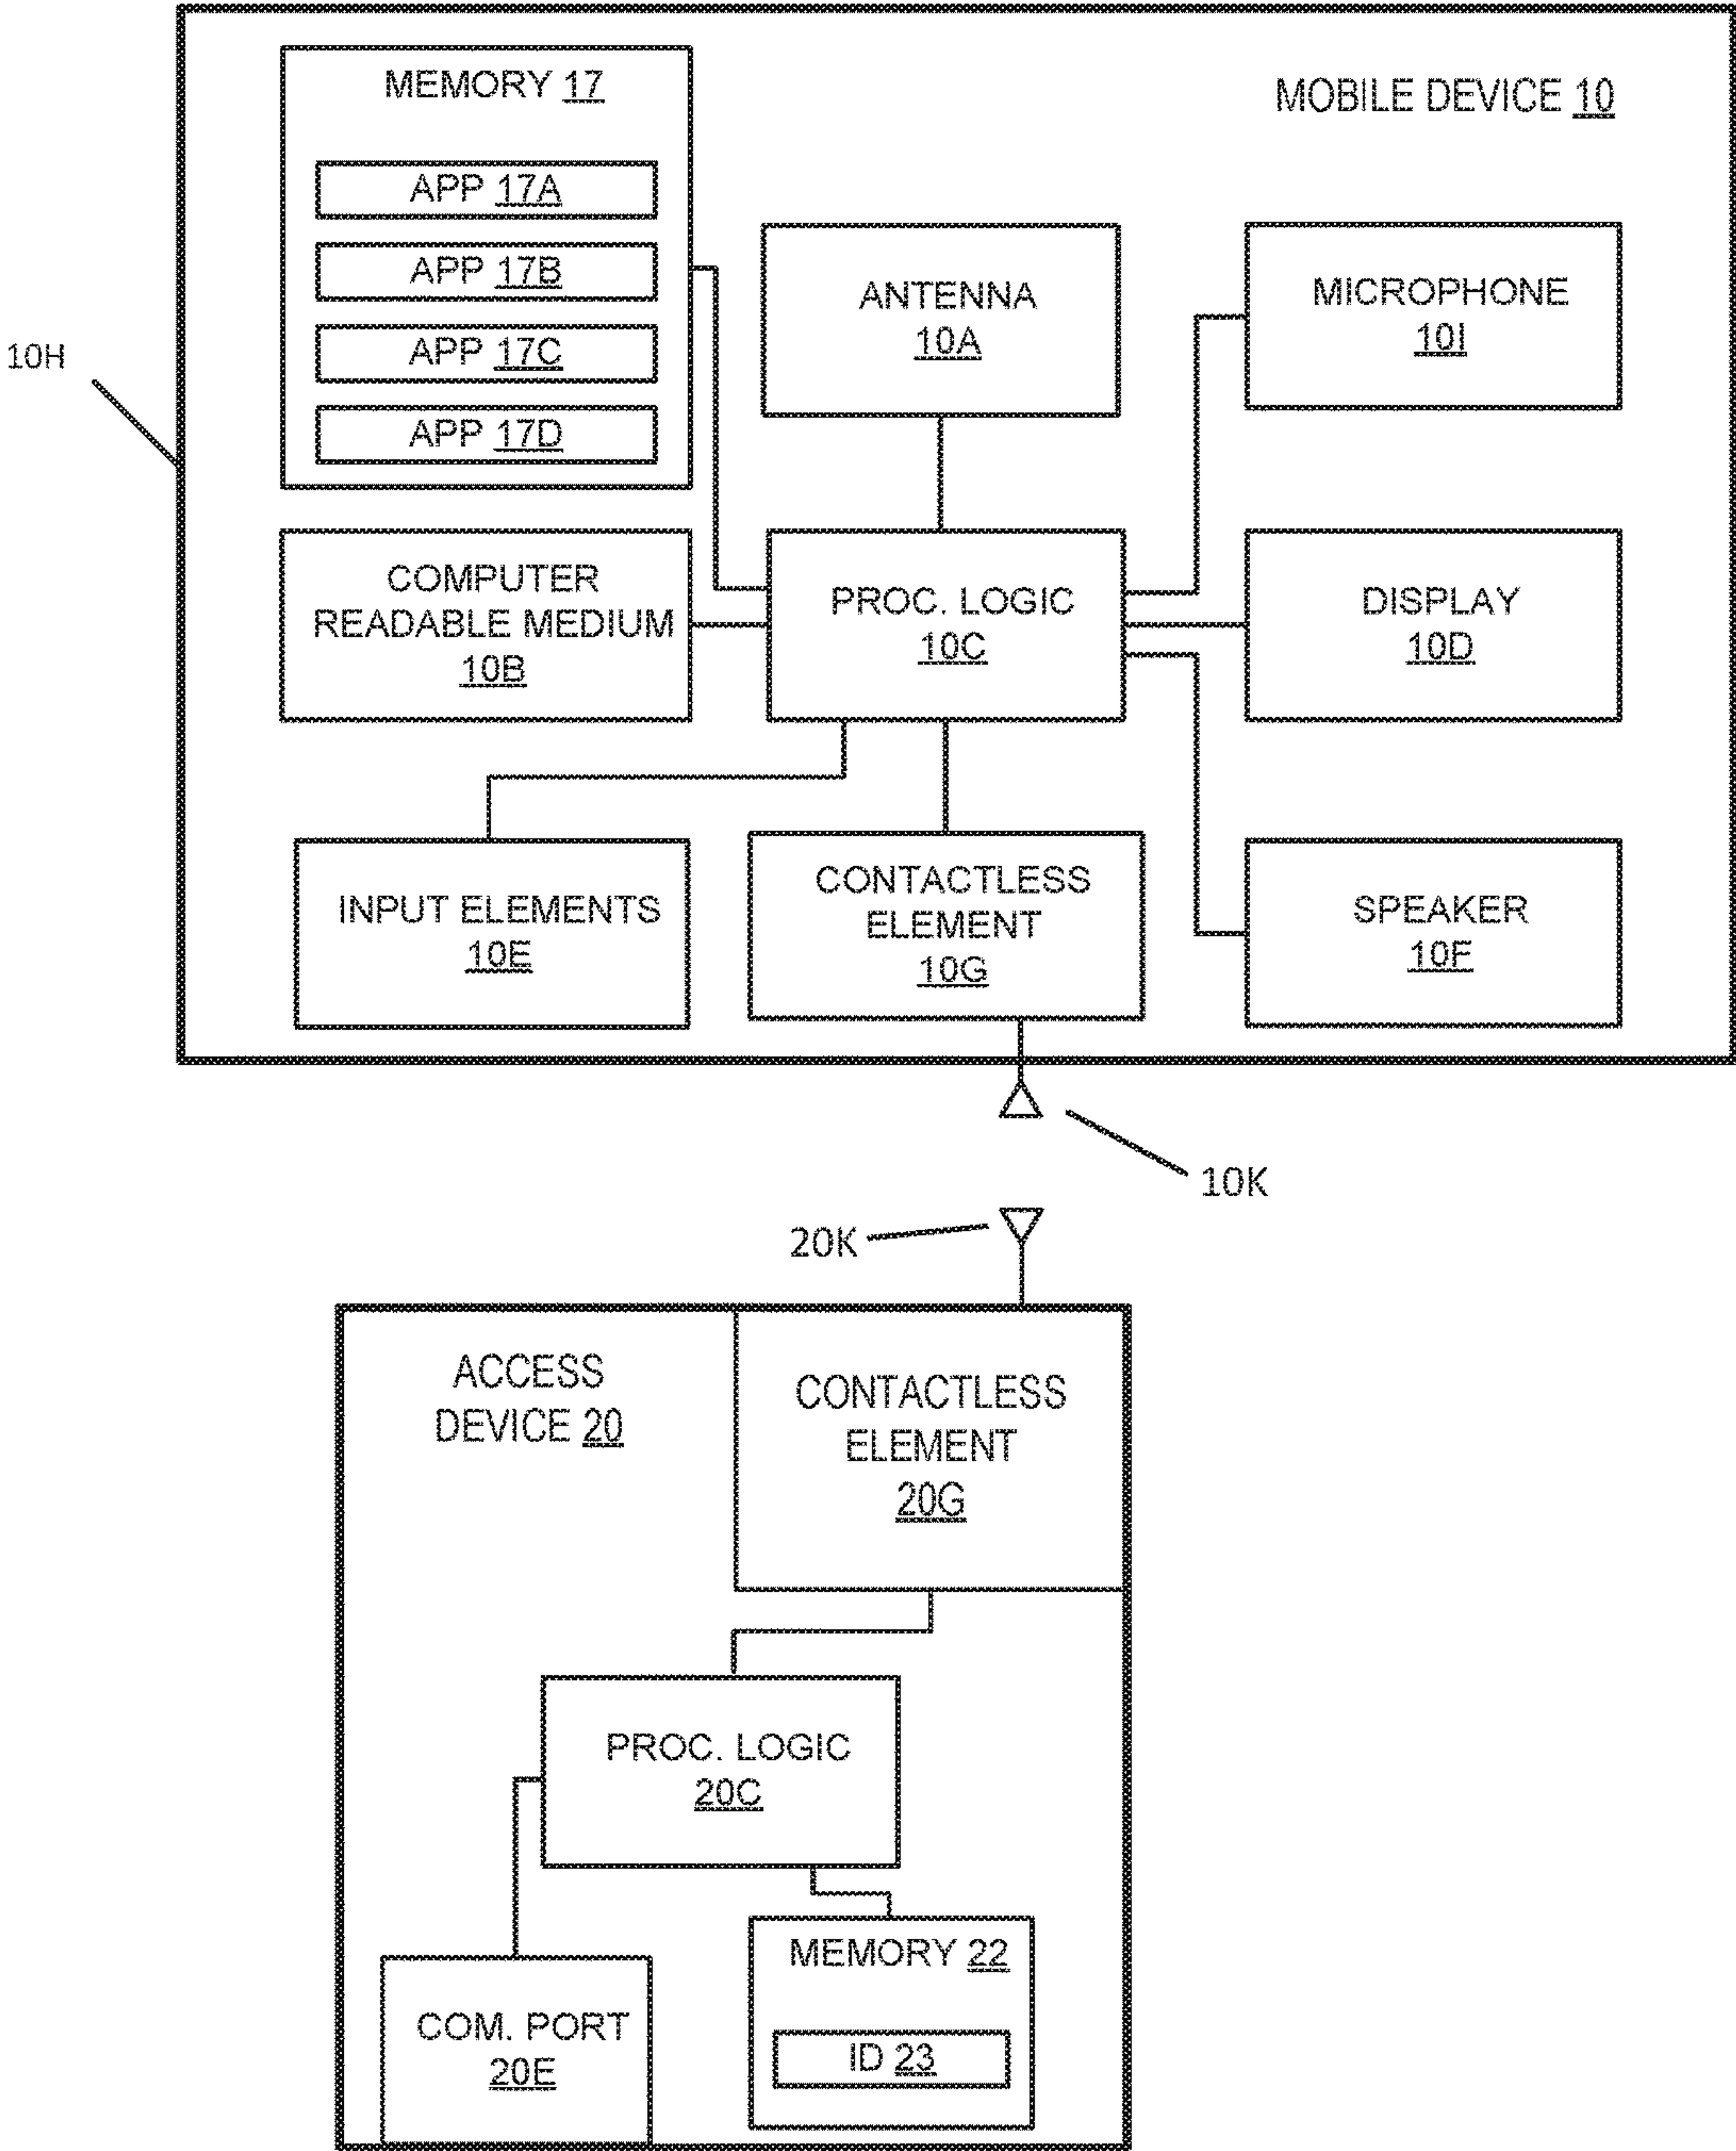 MEMORY 17
MOBILE DEVICE 10
APP 17A
APP 17B
APP 17C
APP 17D
ANTENNA
10A
MICROPHONE
10I
10H
COMPUTER
READABLE MEDIUM
10B
PROC. LOGIC
10C
DISPLAY
10D
INPUT ELEMENTS
10E
CONTACTLESS
ELEMENT
10G
SPEAKER
10F
10K
20K
ACCESS
DEVICE 20
CONTACTLESS
ELEMENT
20G
PROC. LOGIC
20C
MEMORY 22
ID 23
COM. PORT
20E